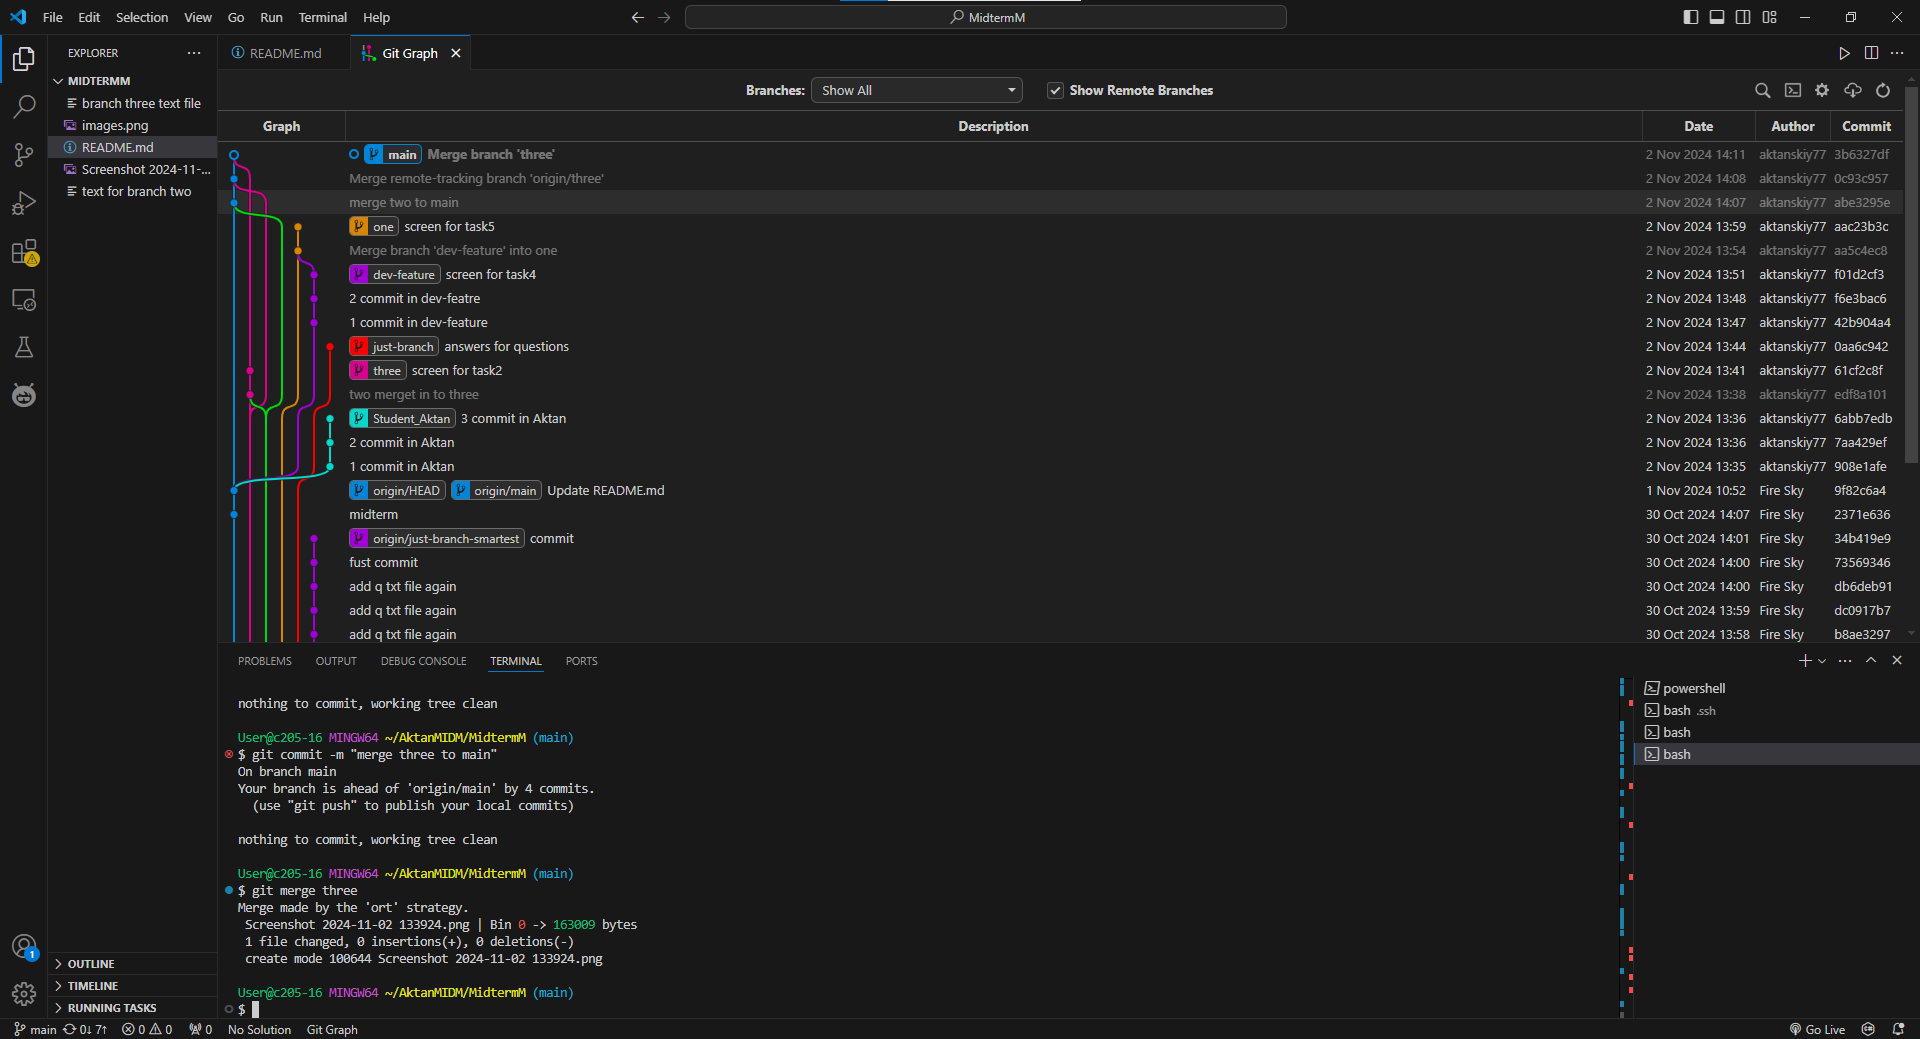 File Edit Selection View Go Run Terminal Help MidtermM
EXPLORER
MIDTERMM
branch three text file
images.png
README.md
Screenshot 2024-11-...
text for branch two
OUTLINE
TIMELINE
RUNNING TASKS
README.md Git Graph
Branches: Show All Show Remote Branches
Graph Description Date Author Commit
main Merge branch 'three' 2 Nov 2024 14:11 aktanskiy77 3b6327df
Merge remote-tracking branch 'origin/three' 2 Nov 2024 14:08 aktanskiy77 0c93c957
merge two to main 2 Nov 2024 14:07 aktanskiy77 abe3295e
one screen for task5 2 Nov 2024 13:59 aktanskiy77 aac23b3c
Merge branch 'dev-feature' into one 2 Nov 2024 13:54 aktanskiy77 aa5c4ec8
dev-feature screen for task4 2 Nov 2024 13:51 aktanskiy77 f01d2cf3
2 commit in dev-featre 2 Nov 2024 13:48 aktanskiy77 f6e3bac6
1 commit in dev-feature 2 Nov 2024 13:47 aktanskiy77 42b904a4
just-branch answers for questions 2 Nov 2024 13:44 aktanskiy77 0aa6c942
three screen for task2 2 Nov 2024 13:41 aktanskiy77 61cf2c8f
two merget in to three 2 Nov 2024 13:38 aktanskiy77 edf8a101
Student_Aktan 3 commit in Aktan 2 Nov 2024 13:36 aktanskiy77 6abb7edb
2 commit in Aktan 2 Nov 2024 13:36 aktanskiy77 7aa429ef
1 commit in Aktan 2 Nov 2024 13:35 aktanskiy77 908e1afe
origin/HEAD origin/main Update README.md 1 Nov 2024 10:52 Fire Sky 9f82c6a4
midterm 30 Oct 2024 14:07 Fire Sky 2371e636
origin/just-branch-smartest commit 30 Oct 2024 14:01 Fire Sky 34b419e9
fust commit 30 Oct 2024 14:00 Fire Sky 73569346
add q txt file again 30 Oct 2024 14:00 Fire Sky db6deb91
add q txt file again 30 Oct 2024 13:59 Fire Sky dc0917b7
add q txt file again 30 Oct 2024 13:58 Fire Sky b8ae3297
PROBLEMS OUTPUT DEBUG CONSOLE TERMINAL PORTS
nothing to commit, working tree clean
User@c205-16 MINGW64 ~/AktanMIDM/MidtermM (main)
$ git commit -m "merge three to main"
On branch main
Your branch is ahead of 'origin/main' by 4 commits.
(use "git push" to publish your local commits)
nothing to commit, working tree clean
User@c205-16 MINGW64 ~/AktanMIDM/MidtermM (main)
$ git merge three
Merge made by the 'ort' strategy.
Screenshot 2024-11-02 133924.png | Bin 0 -> 163009 bytes
1 file changed, 0 insertions(+), 0 deletions(-)
create mode 100644 Screenshot 2024-11-02 133924.png
User@c205-16 MINGW64 ~/AktanMIDM/MidtermM (main)
$
powershell
bash .ssh
bash
bash
1
main 0↓ 7↑ 0 0 0 No Solution Git Graph Go Live